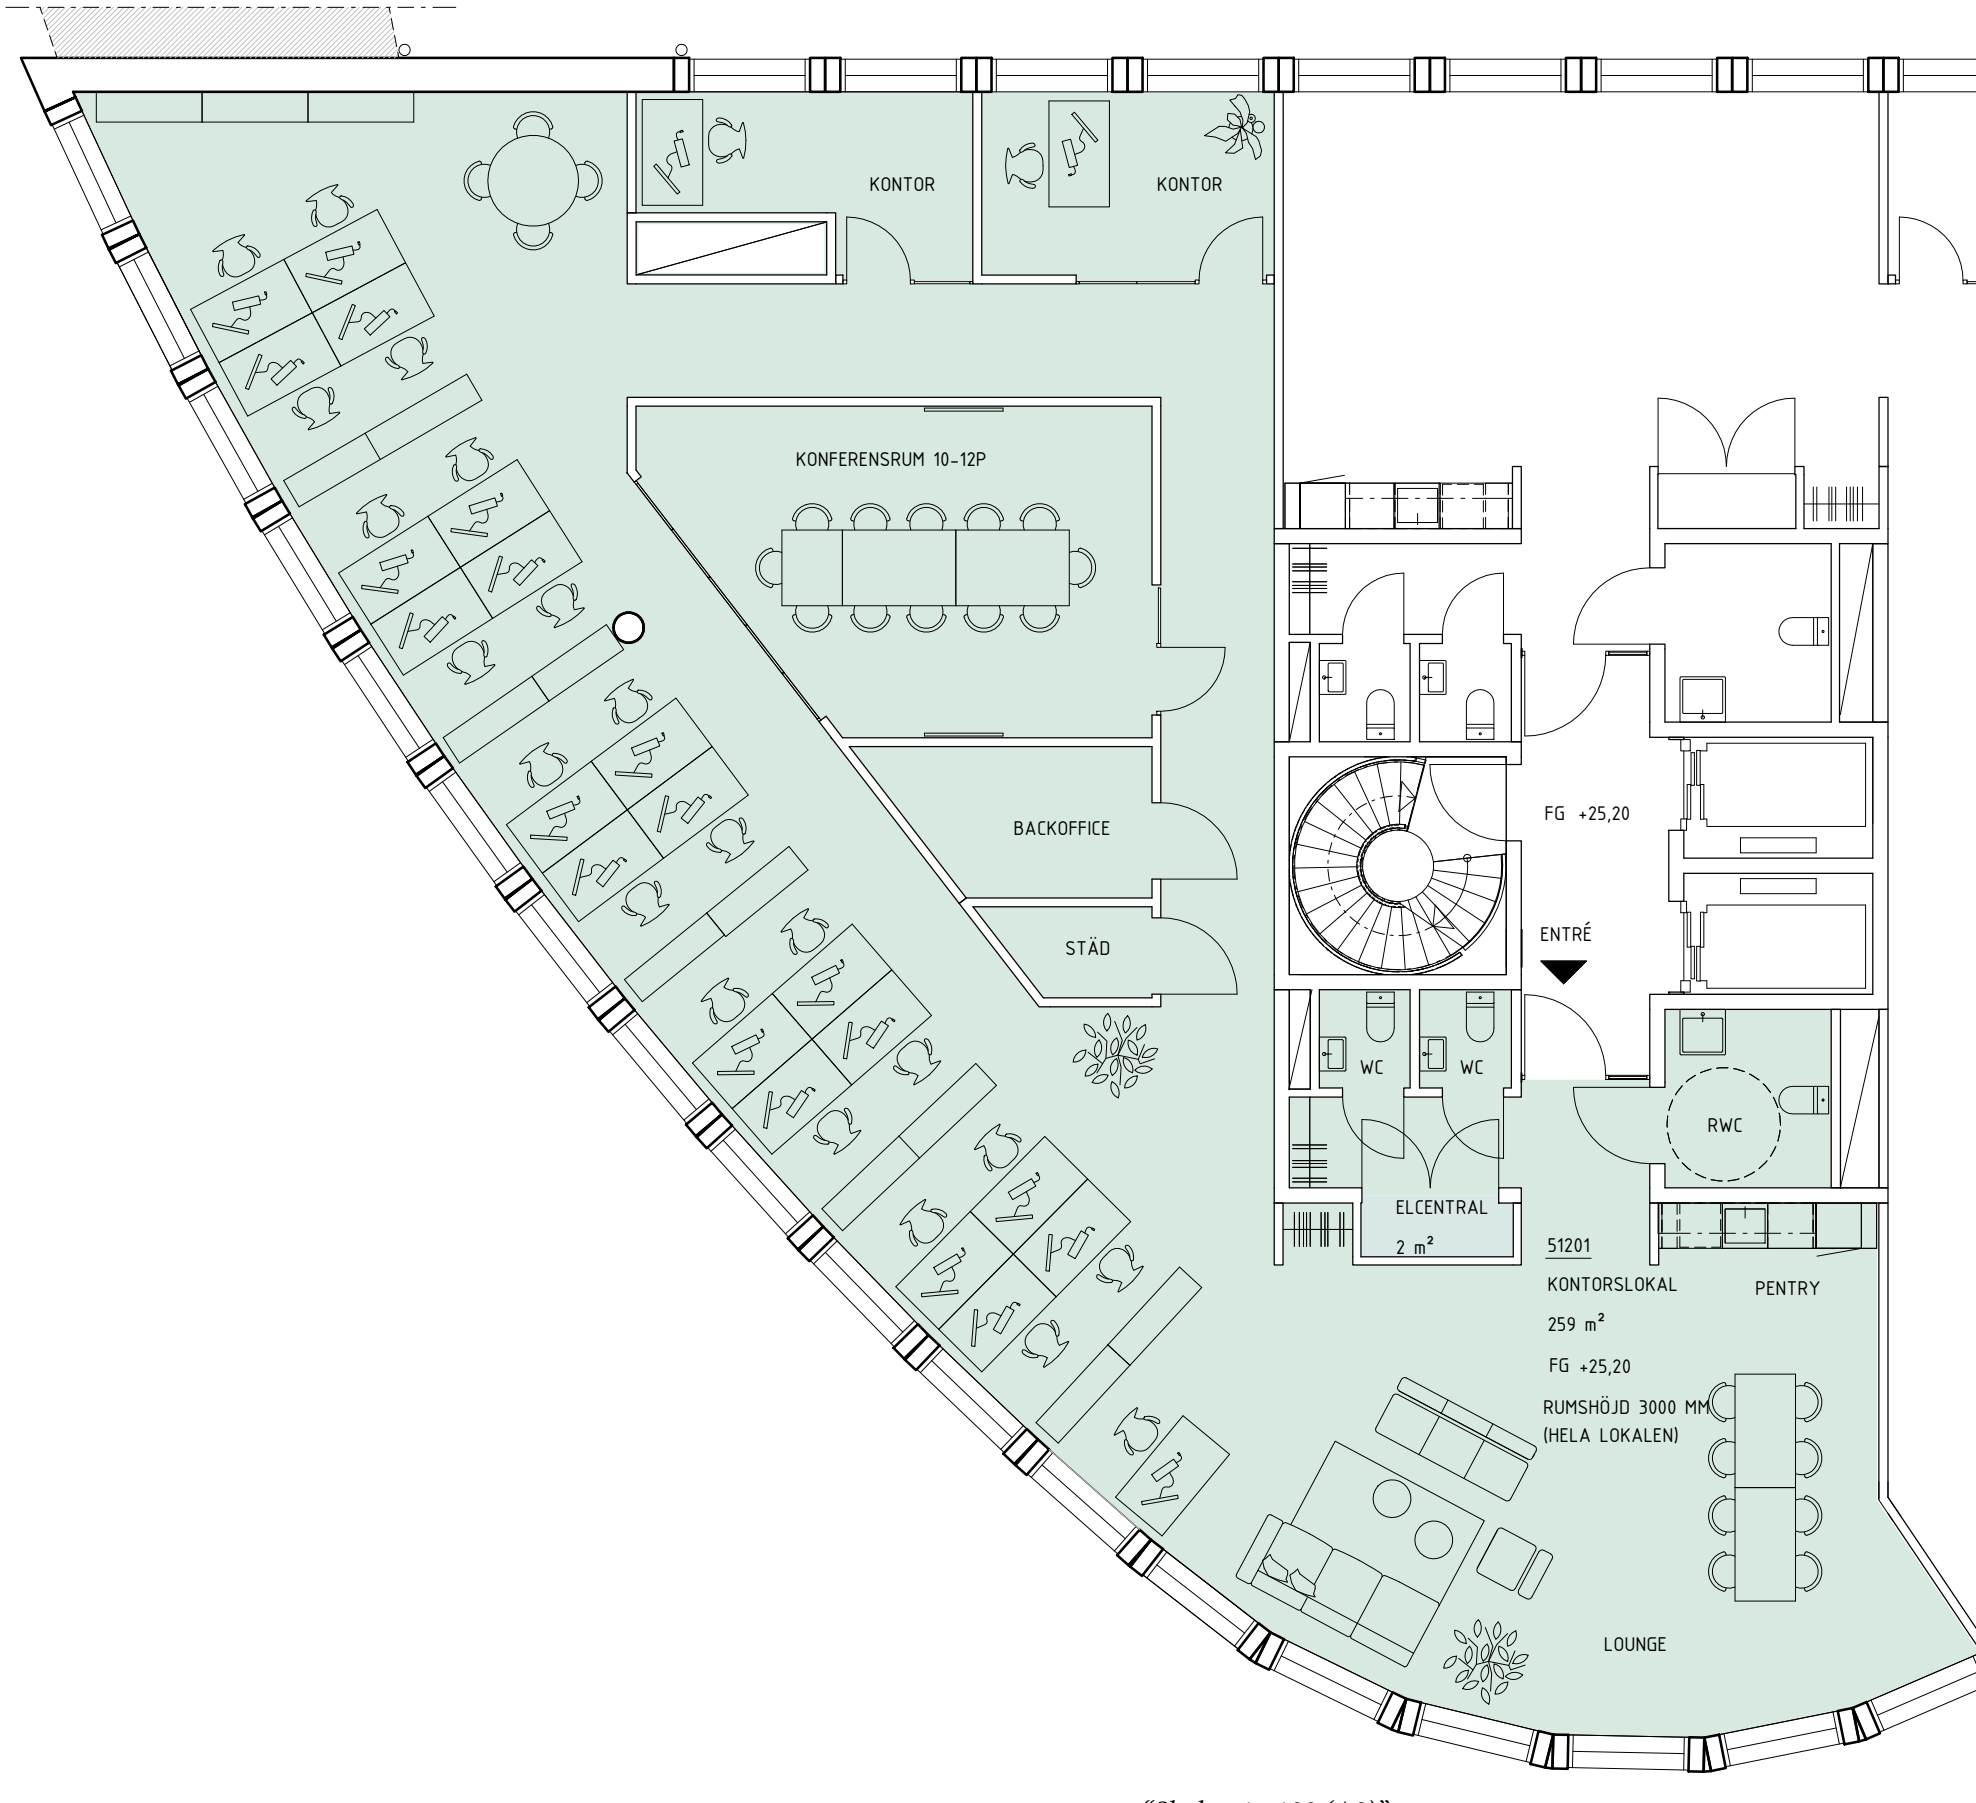 KONTOR
KONTOR
KONFERENSRUM 10-12P
BACKOFFICE
STÄD
FG +25,20
ENTRÉ
WC
WC
RWC
ELCENTRAL
2 m²
51201
KONTORSLOKAL
259 m²
FG +25,20
RUMSHÖJD 3000 MM
(HELA LOKALEN)
PENTRY
LOUNGE